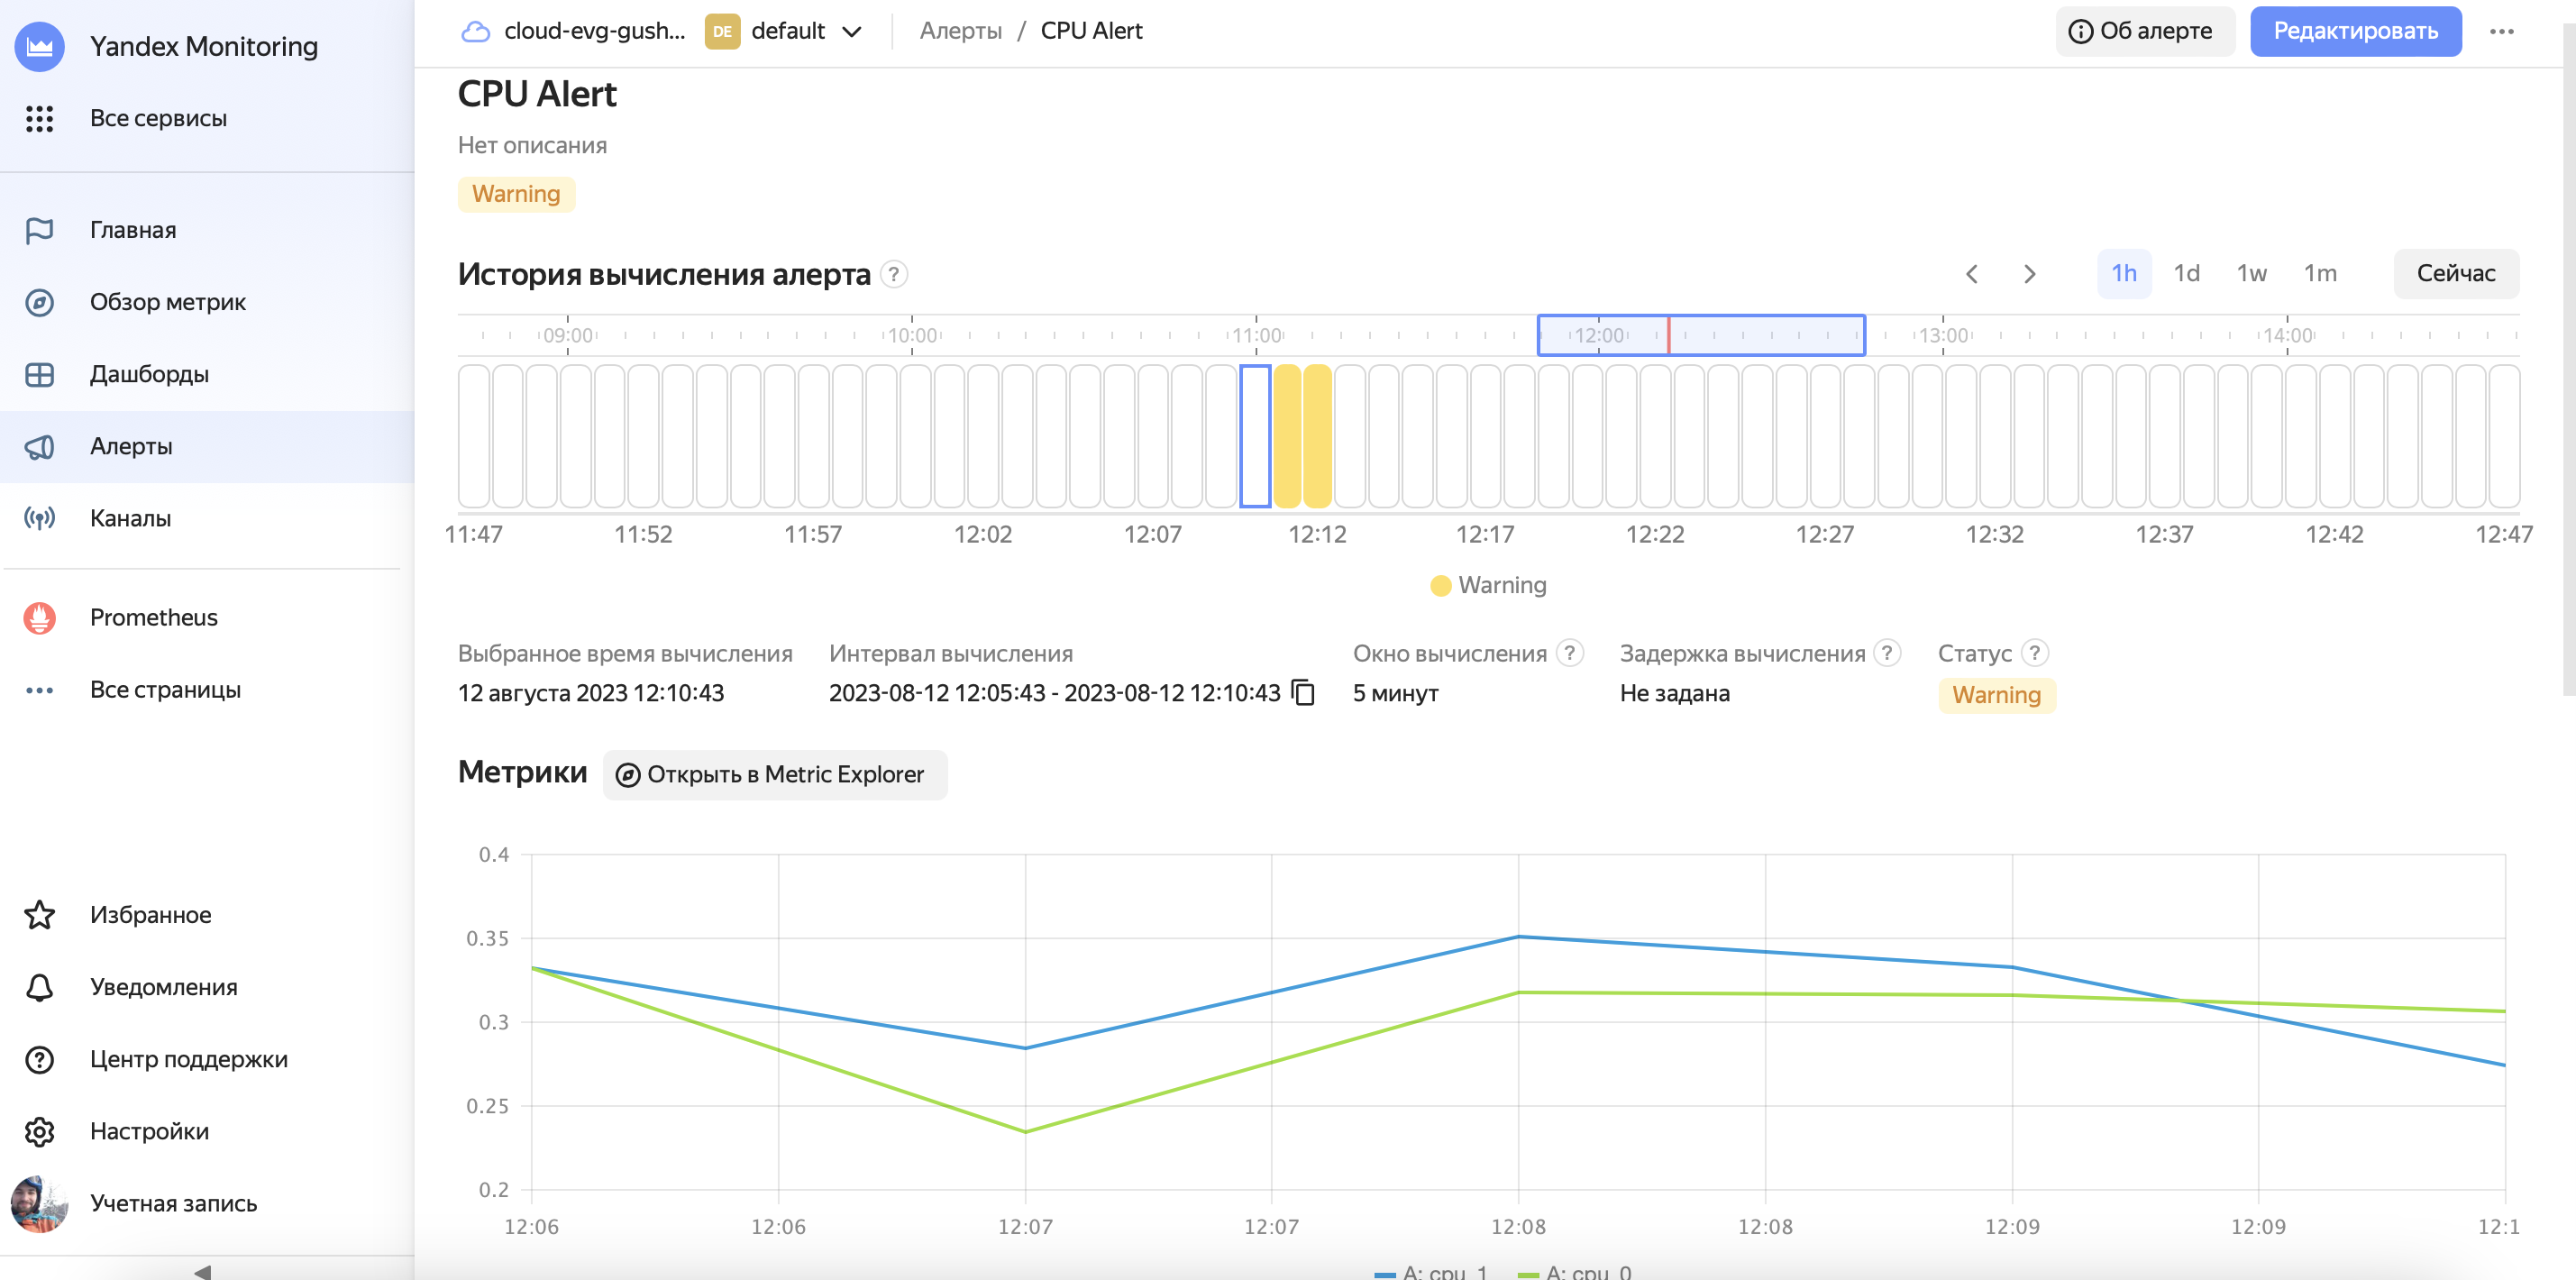 Yandex Monitoring
Все сервисы
Главная
Обзор метрик
Дашборды
Алерты
Каналы
Prometheus
Все страницы
Избранное
Уведомления
Центр поддержки
Настройки
Учетная запись
cloud-evg-gush... DE default Алерты / CPU Alert Об алерте Редактировать
CPU Alert
Нет описания
Warning
История вычисления алерта ? 1h 1d 1w 1m Сейчас
09:00 10:00 11:00 12:00 13:00 14:00
11:47 11:52 11:57 12:02 12:07 12:12 12:17 12:22 12:27 12:32 12:37 12:42 12:47
Warning
Выбранное время вычисления Интервал вычисления Окно вычисления ? Задержка вычисления ? Статус ?
12 августа 2023 12:10:43 2023-08-12 12:05:43 - 2023-08-12 12:10:43 5 минут Не задана Warning
Метрики Открыть в Metric Explorer
0.4
0.35
0.3
0.25
0.2
12:06 12:06 12:07 12:07 12:08 12:08 12:09 12:09 12:1
A: cpu_1 A: cpu_0